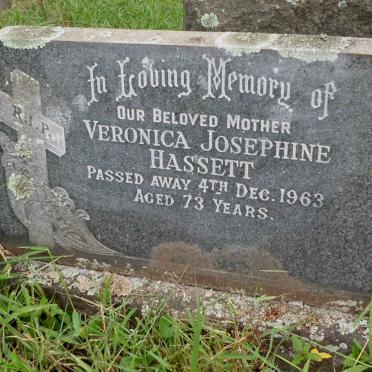 In Loving Memory of
R.I.P.
OUR BELOVED MOTHER
VERONICA JOSEPHINE
HASSETT
PASSED AWAY 4TH DEC. 1963
AGED 73 YEARS.